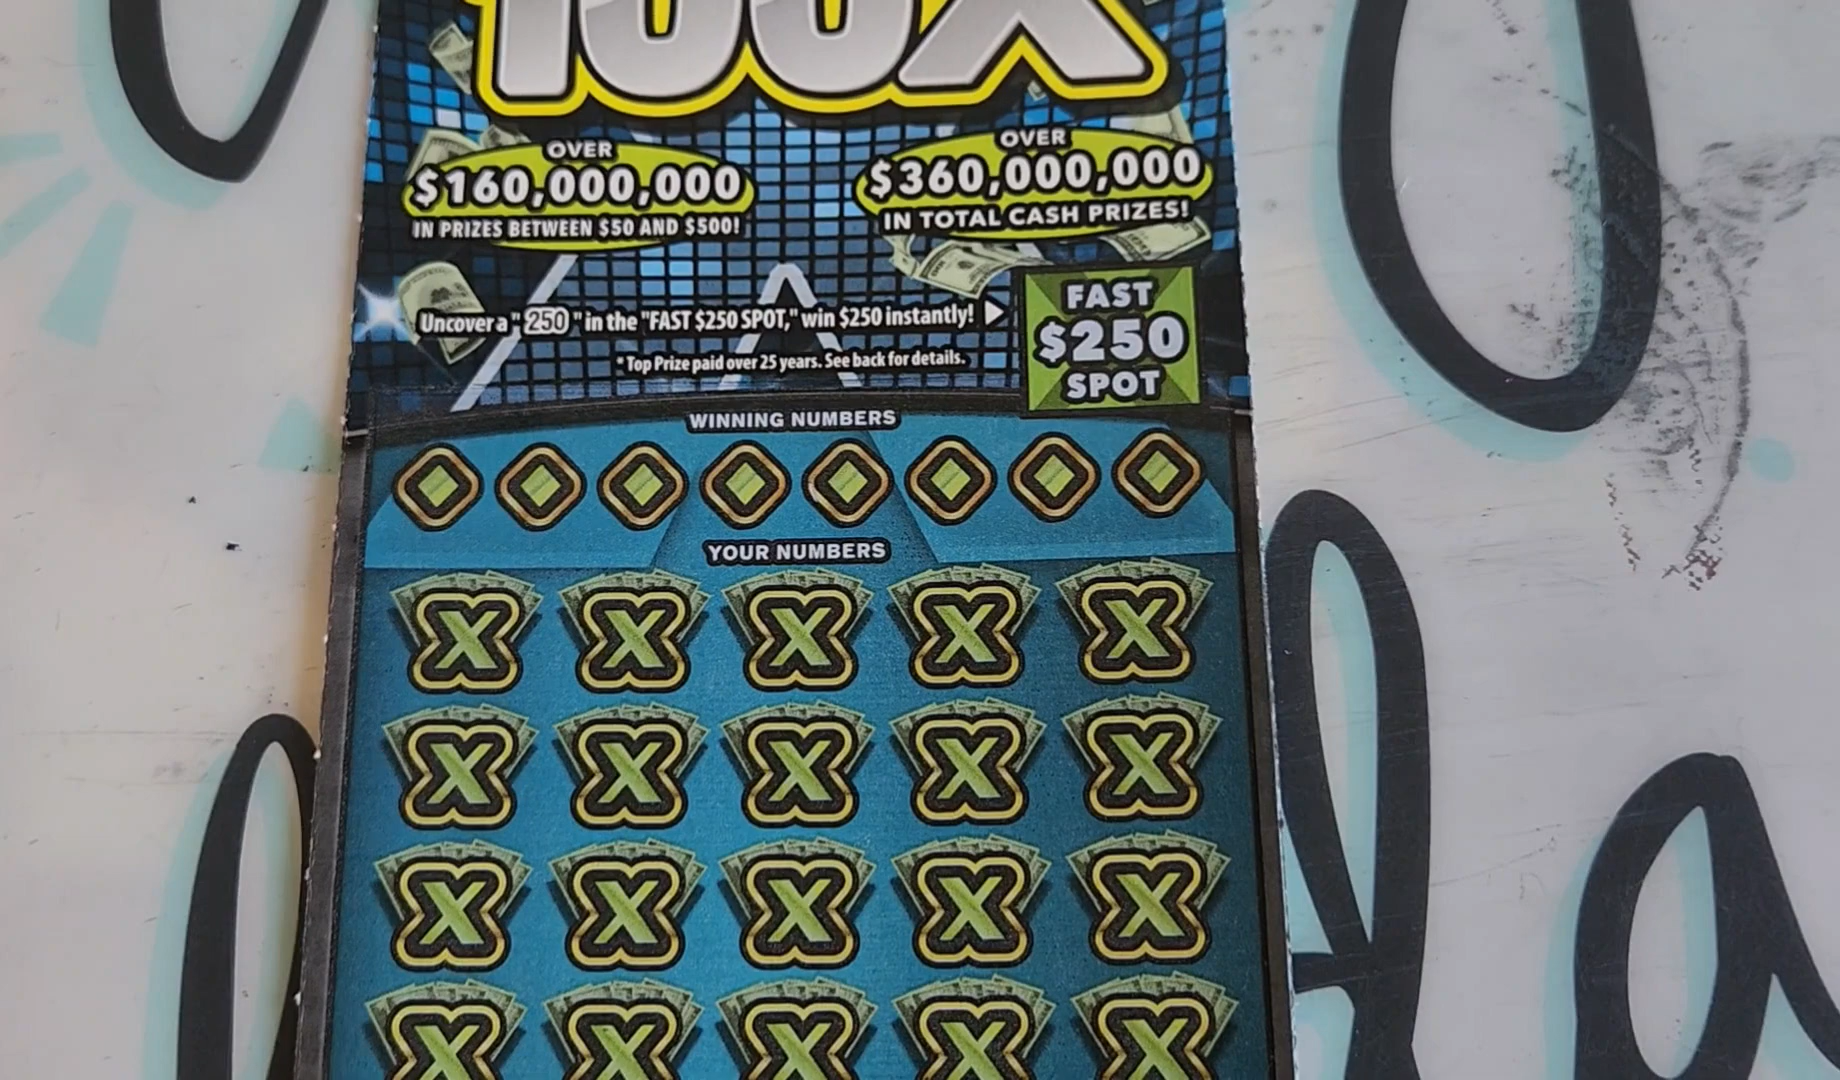 100X
OVER
$160,000,000
IN PRIZES BETWEEN $50 AND $500!
OVER
$360,000,000
IN TOTAL CASH PRIZES!
Uncover a "250" in the "FAST $250 SPOT," win $250 instantly!
*Top Prize paid over 25 years. See back for details.
FAST
$250
SPOT
WINNING NUMBERS
YOUR NUMBERS
X X X X X
X X X X X
X X X X X
X X X X X